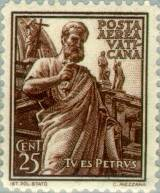 POSTA
AEREA
VATI
CANA
CENT
25
TV ES PETRVS
IST. POL. STATO
C. MEZZANA